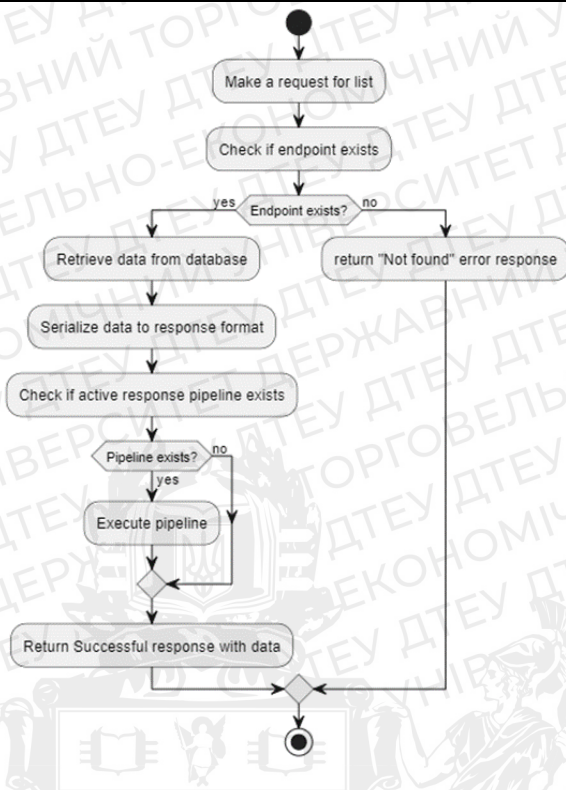 Make a request for list
Check if endpoint exists
yes
Endpoint exists?
no
Retrieve data from database
return "Not found" error response
Serialize data to response format
Check if active response pipeline exists
Pipeline exists?
no
yes
Execute pipeline
Return Successful response with data